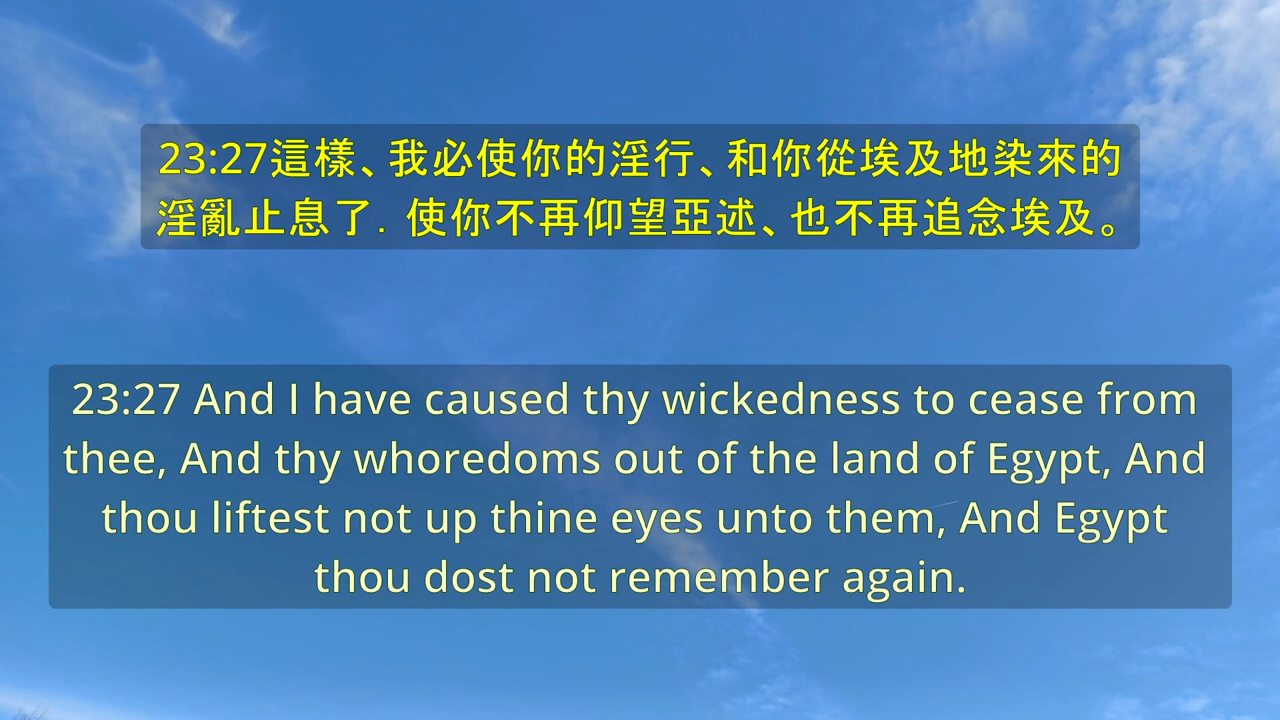 23:27這樣、我必使你的淫行、和你從埃及地染來的
淫亂止息了．使你不再仰望亞述、也不再追念埃及。
23:27 And I have caused thy wickedness to cease from
thee, And thy whoredoms out of the land of Egypt, And
thou liftest not up thine eyes unto them, And Egypt
thou dost not remember again.